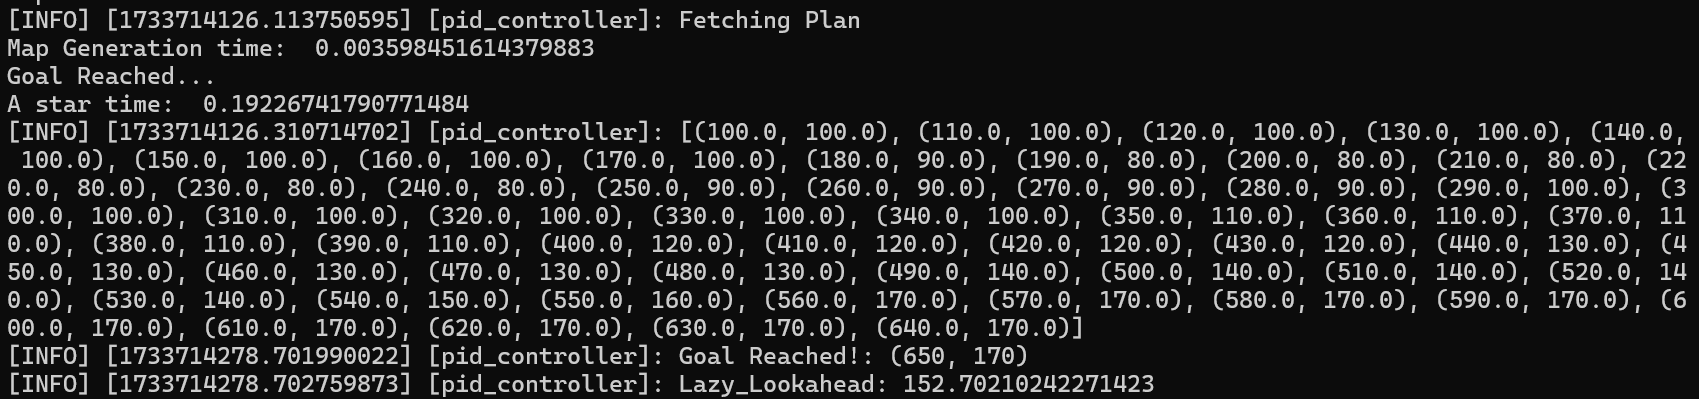 [INFO] [1733714126.113750595] [pid_controller]: Fetching Plan
Map Generation time:  0.003598451614379883
Goal Reached...
A star time:  0.19226741790771484
[INFO] [1733714126.310714702] [pid_controller]: [(100.0, 100.0), (110.0, 100.0), (120.0, 100.0), (130.0, 100.0), (140.0,
 100.0), (150.0, 100.0), (160.0, 100.0), (170.0, 100.0), (180.0, 90.0), (190.0, 80.0), (200.0, 80.0), (210.0, 80.0), (22
0.0, 80.0), (230.0, 80.0), (240.0, 80.0), (250.0, 90.0), (260.0, 90.0), (270.0, 90.0), (280.0, 90.0), (290.0, 100.0), (3
00.0, 100.0), (310.0, 100.0), (320.0, 100.0), (330.0, 100.0), (340.0, 100.0), (350.0, 110.0), (360.0, 110.0), (370.0, 11
0.0), (380.0, 110.0), (390.0, 110.0), (400.0, 120.0), (410.0, 120.0), (420.0, 120.0), (430.0, 120.0), (440.0, 130.0), (4
50.0, 130.0), (460.0, 130.0), (470.0, 130.0), (480.0, 130.0), (490.0, 140.0), (500.0, 140.0), (510.0, 140.0), (520.0, 14
0.0), (530.0, 140.0), (540.0, 150.0), (550.0, 160.0), (560.0, 170.0), (570.0, 170.0), (580.0, 170.0), (590.0, 170.0), (6
00.0, 170.0), (610.0, 170.0), (620.0, 170.0), (630.0, 170.0), (640.0, 170.0)]
[INFO] [1733714278.701990022] [pid_controller]: Goal Reached!: (650, 170)
[INFO] [1733714278.702759873] [pid_controller]: Lazy_Lookahead: 152.70210242271423